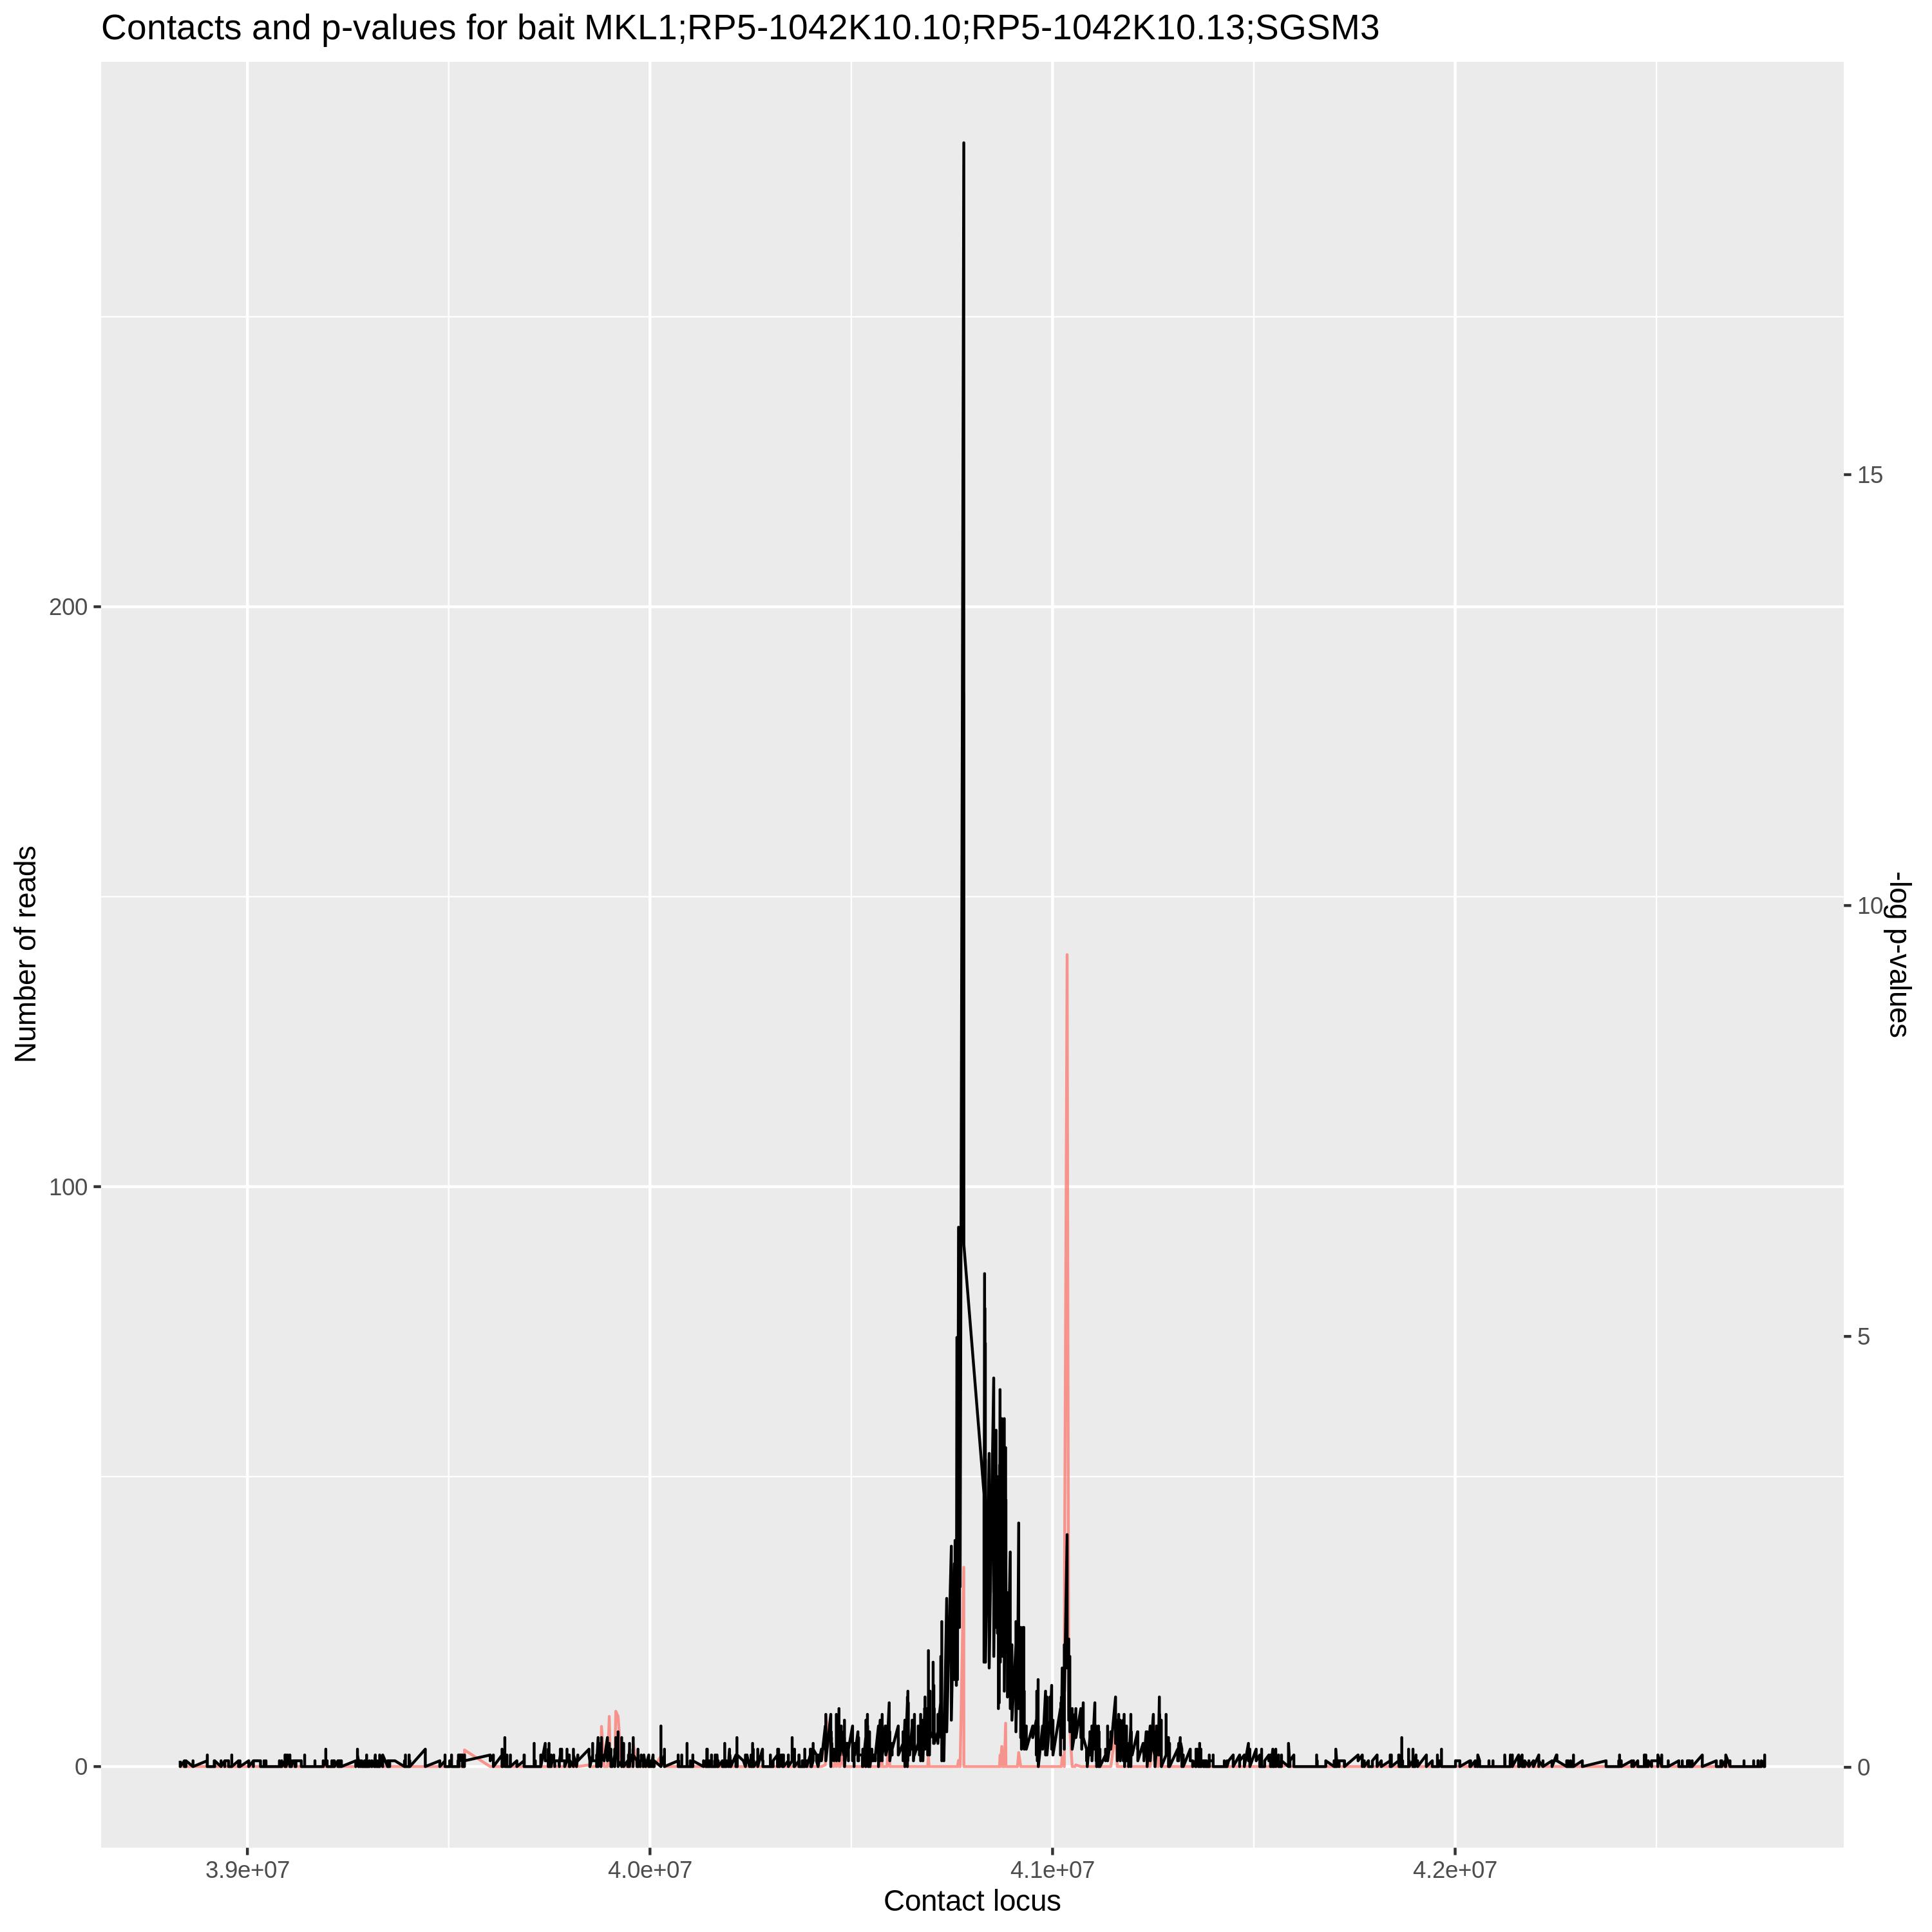 Contacts and p-values for bait MKL1;RP5-1042K10.10;RP5-1042K10.13;SGSM3
Number of reads
200
100
0
15
10
5
0
-log p-values
3.9e+07
4.0e+07
4.1e+07
4.2e+07
Contact locus